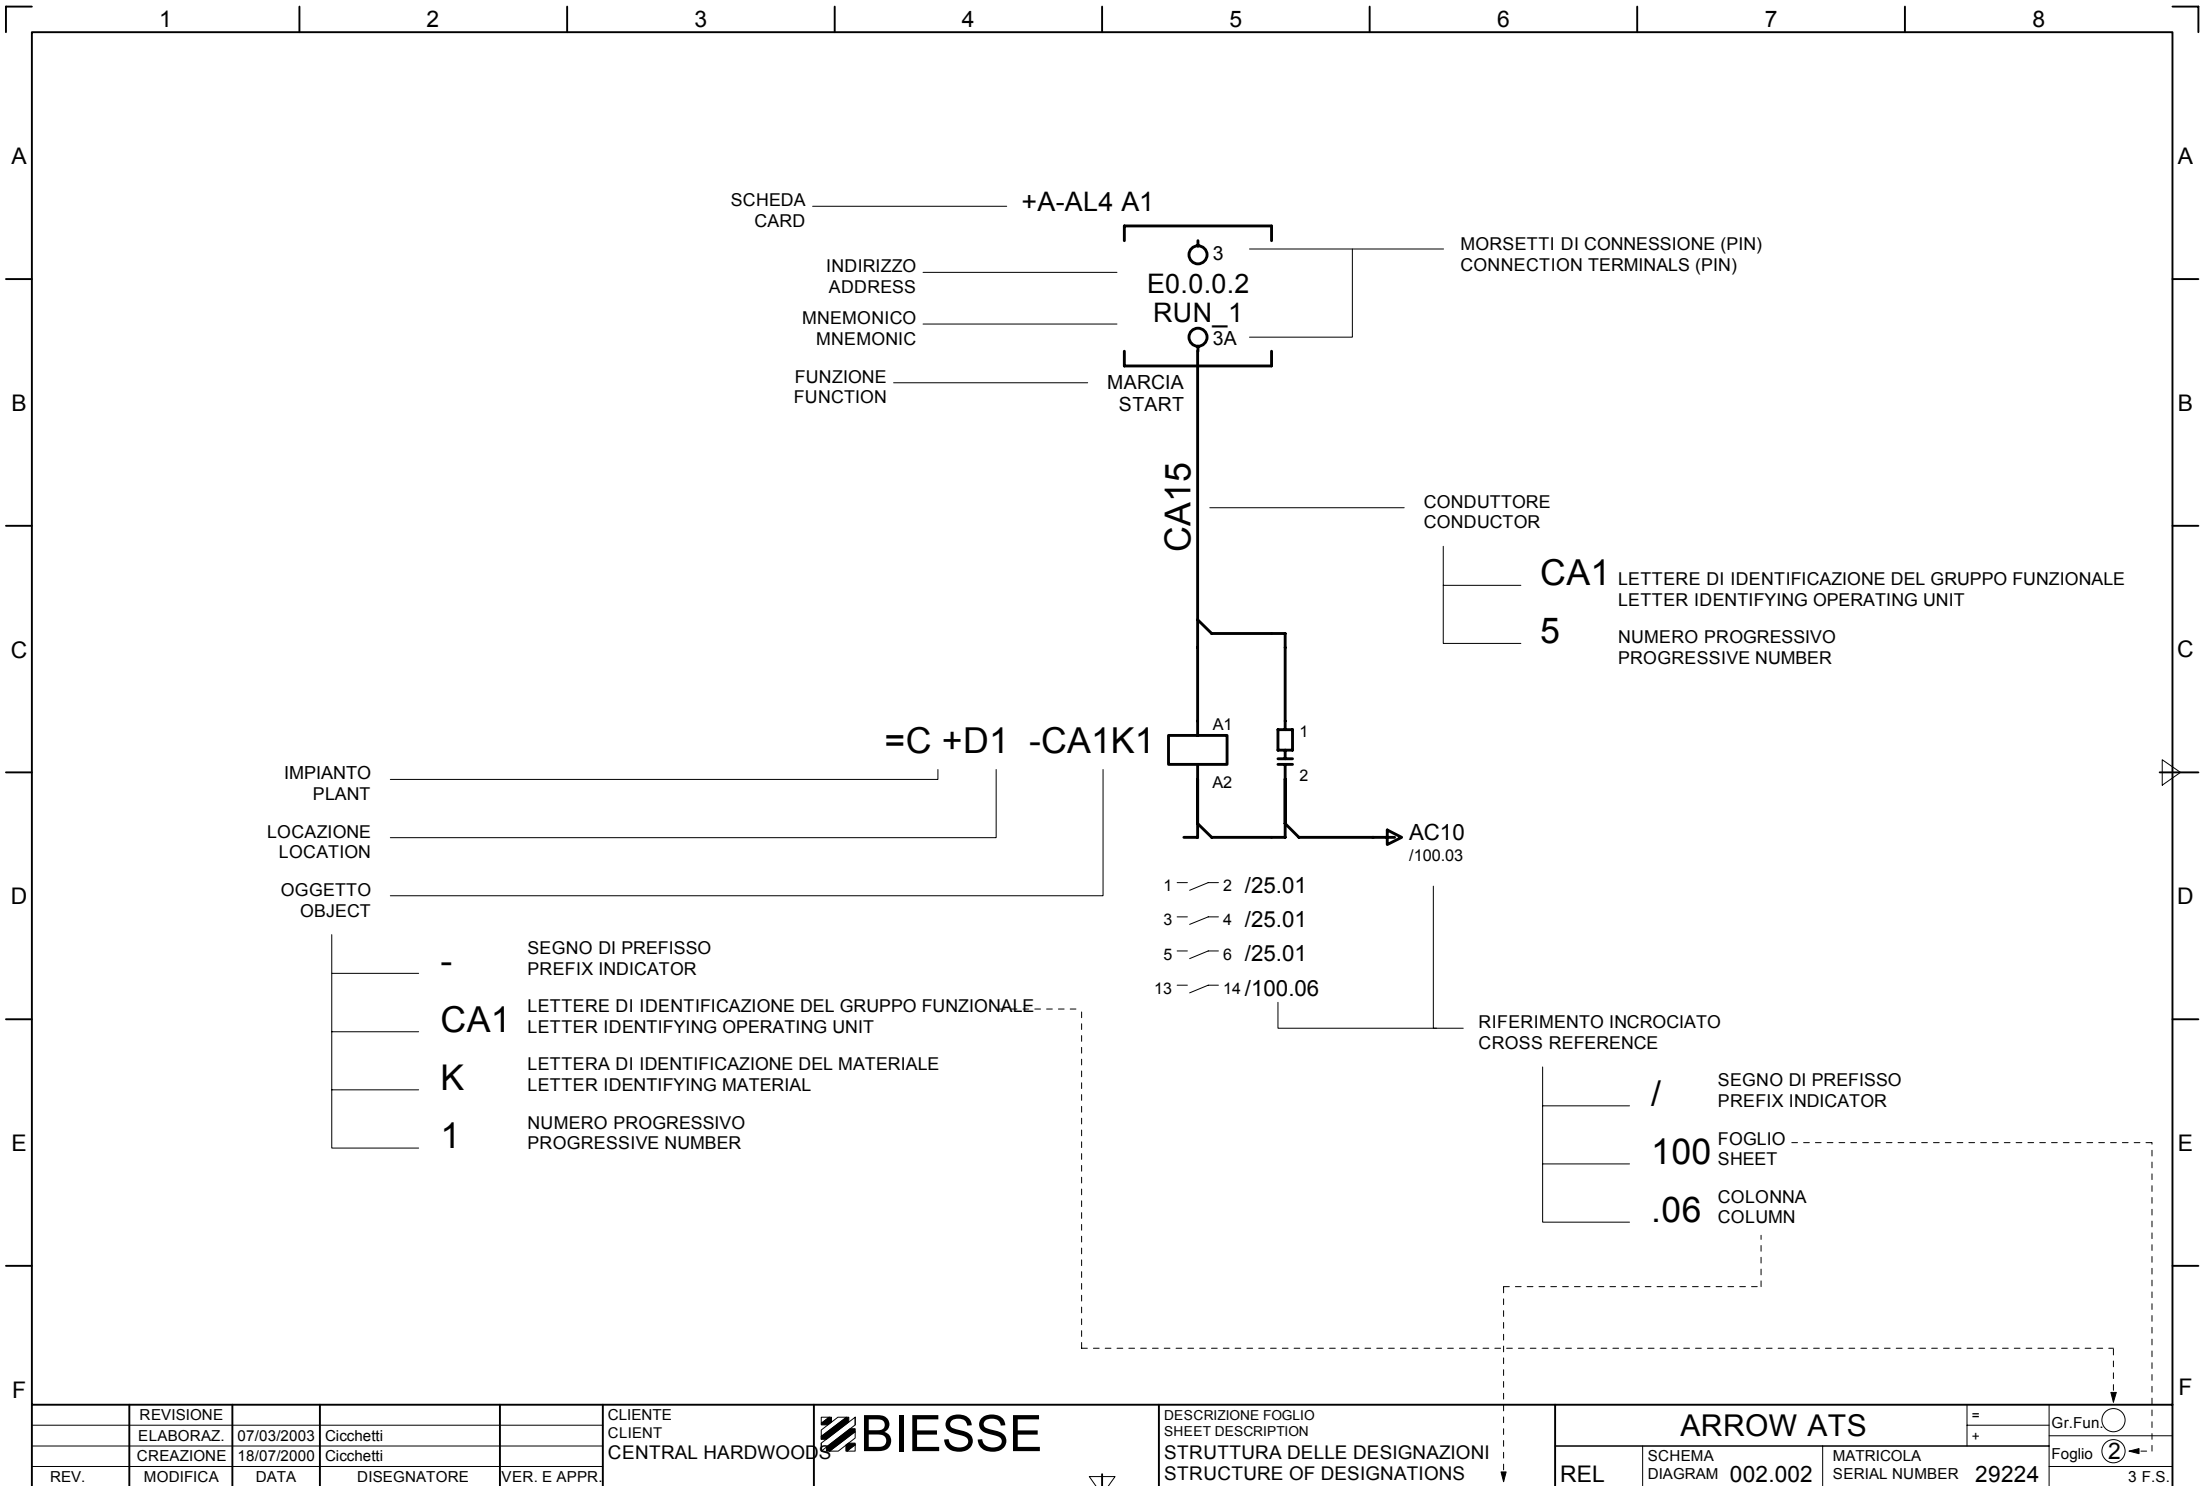 1 2 3 4 5 6 7 8
A A
SCHEDA
CARD
+A-AL4 A1
3
INDIRIZZO
ADDRESS
E0.0.0.2
MORSETTI DI CONNESSIONE (PIN)
CONNECTION TERMINALS (PIN)
MNEMONICO
MNEMONIC
RUN_1
3A
FUNZIONE
FUNCTION
MARCIA
START
B B
CA15
CONDUTTORE
CONDUCTOR
CA1 LETTERE DI IDENTIFICAZIONE DEL GRUPPO FUNZIONALE
LETTER IDENTIFYING OPERATING UNIT
5 NUMERO PROGRESSIVO
PROGRESSIVE NUMBER
C C
=C +D1 -CA1K1
A1
A2
1
2
IMPIANTO
PLANT
LOCAZIONE
LOCATION
OGGETTO
OBJECT
AC10
/100.03
D D
1 2 /25.01
3 4 /25.01
5 6 /25.01
13 14 /100.06
- SEGNO DI PREFISSO
PREFIX INDICATOR
CA1 LETTERE DI IDENTIFICAZIONE DEL GRUPPO FUNZIONALE
LETTER IDENTIFYING OPERATING UNIT
K LETTERA DI IDENTIFICAZIONE DEL MATERIALE
LETTER IDENTIFYING MATERIAL
1 NUMERO PROGRESSIVO
PROGRESSIVE NUMBER
RIFERIMENTO INCROCIATO
CROSS REFERENCE
/ SEGNO DI PREFISSO
PREFIX INDICATOR
100 FOGLIO
SHEET
.06 COLONNA
COLUMN
E E
F F
REVISIONE
ELABORAZ. 07/03/2003 Cicchetti
CREAZIONE 18/07/2000 Cicchetti
REV. MODIFICA DATA DISEGNATORE VER. E APPR.
CLIENTE
CLIENT
CENTRAL HARDWOODS
BIESSE
DESCRIZIONE FOGLIO
SHEET DESCRIPTION
STRUTTURA DELLE DESIGNAZIONI
STRUCTURE OF DESIGNATIONS
ARROW ATS
REL
SCHEMA
DIAGRAM 002.002
MATRICOLA
SERIAL NUMBER 29224
=
+
Gr.Fun.
Foglio 2
3 F.S.